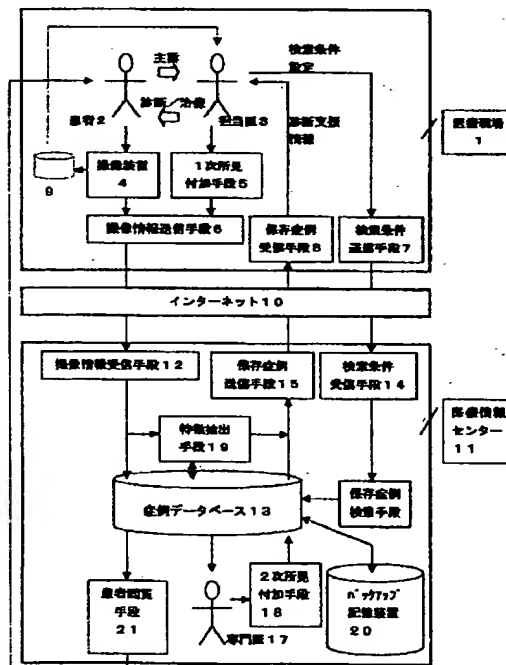 主訴
検索条件
設定
診断／治療
患者2
担当医3
診断支援
情報
医療現場
1
撮像装置
4
1次所見
付加手段5
9
撮像情報送信手段6
保存症例
受信手段8
検索条件
送信手段7
インターネット10
撮像情報受信手段12
保存症例
送信手段15
検索条件
受信手段14
特徴抽出
手段19
医療情報
センター
11
症例データベース13
保存症例
検索手段
患者閲覧
手段
21
2次所見
付加手段
18
専門医17
バックアップ
記憶装置
20